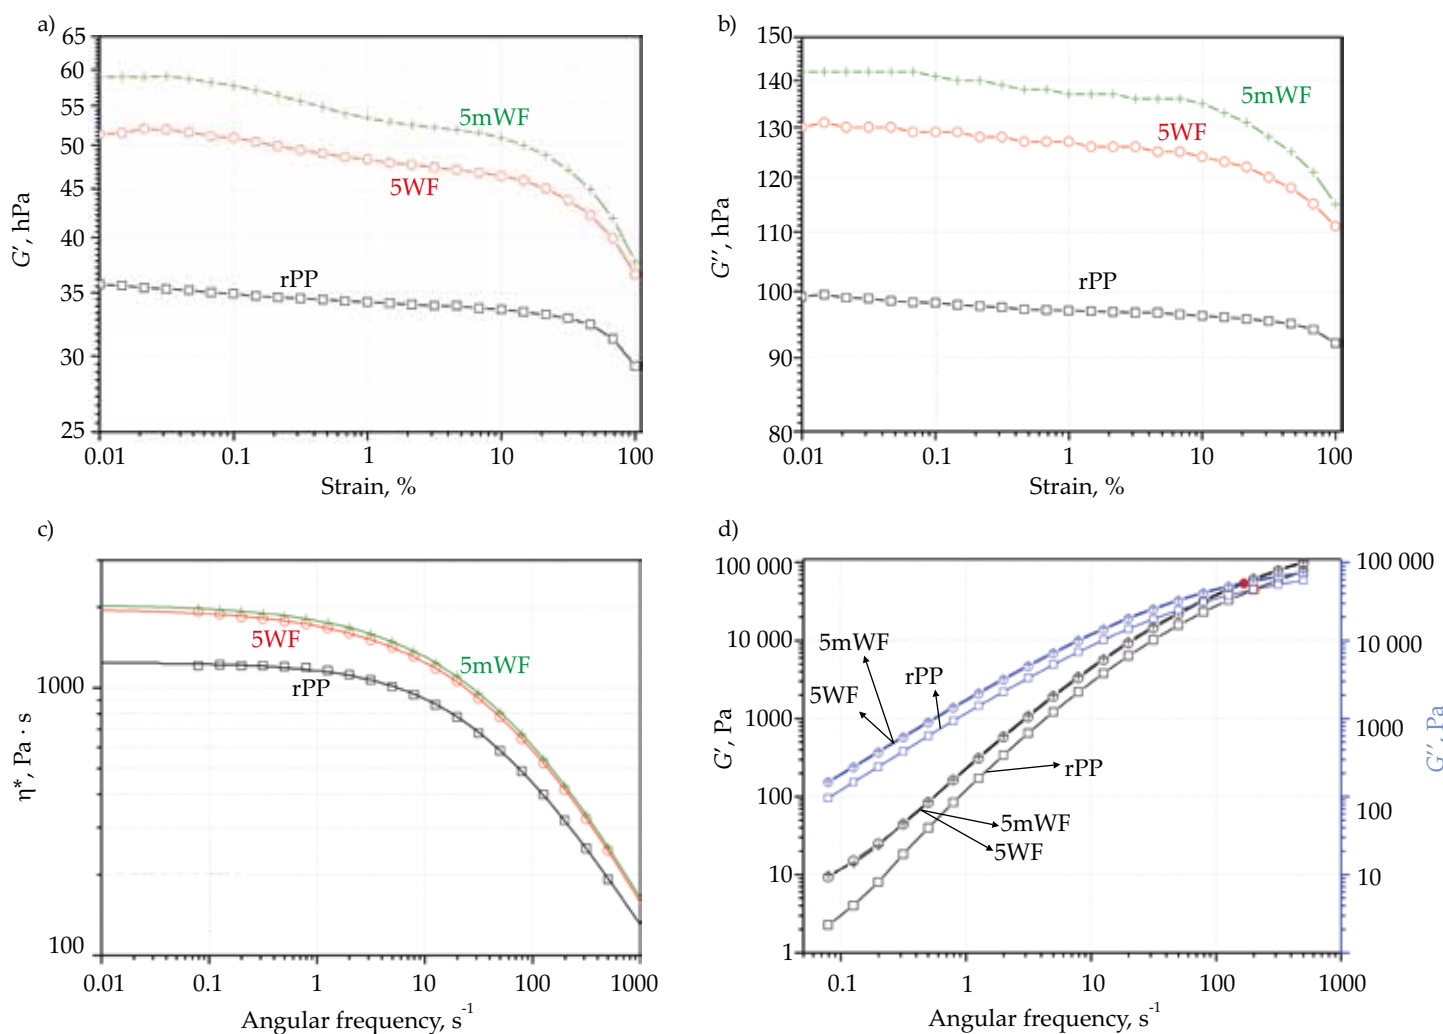 a)
65
60
55
50
45
40
35
30
25
G′, hPa
5mWF
5WF
rPP
0.01 0.1 1 10 100
Strain, %
b)
150
140
130
120
110
100
90
80
G″, hPa
5mWF
5WF
rPP
0.01 0.1 1 10 100
Strain, %
c)
1000
100
η*, Pa · s
5WF
5mWF
rPP
0.01 0.1 1 10 100 1000
Angular frequency, s-1
d)
100 000
10 000
1000
100
10
1
G′, Pa
5mWF
5WF
rPP
rPP
5mWF
5WF
100 000
10 000
1000
100
10
G″, Pa
0.1 1 10 100 1000
Angular frequency, s-1